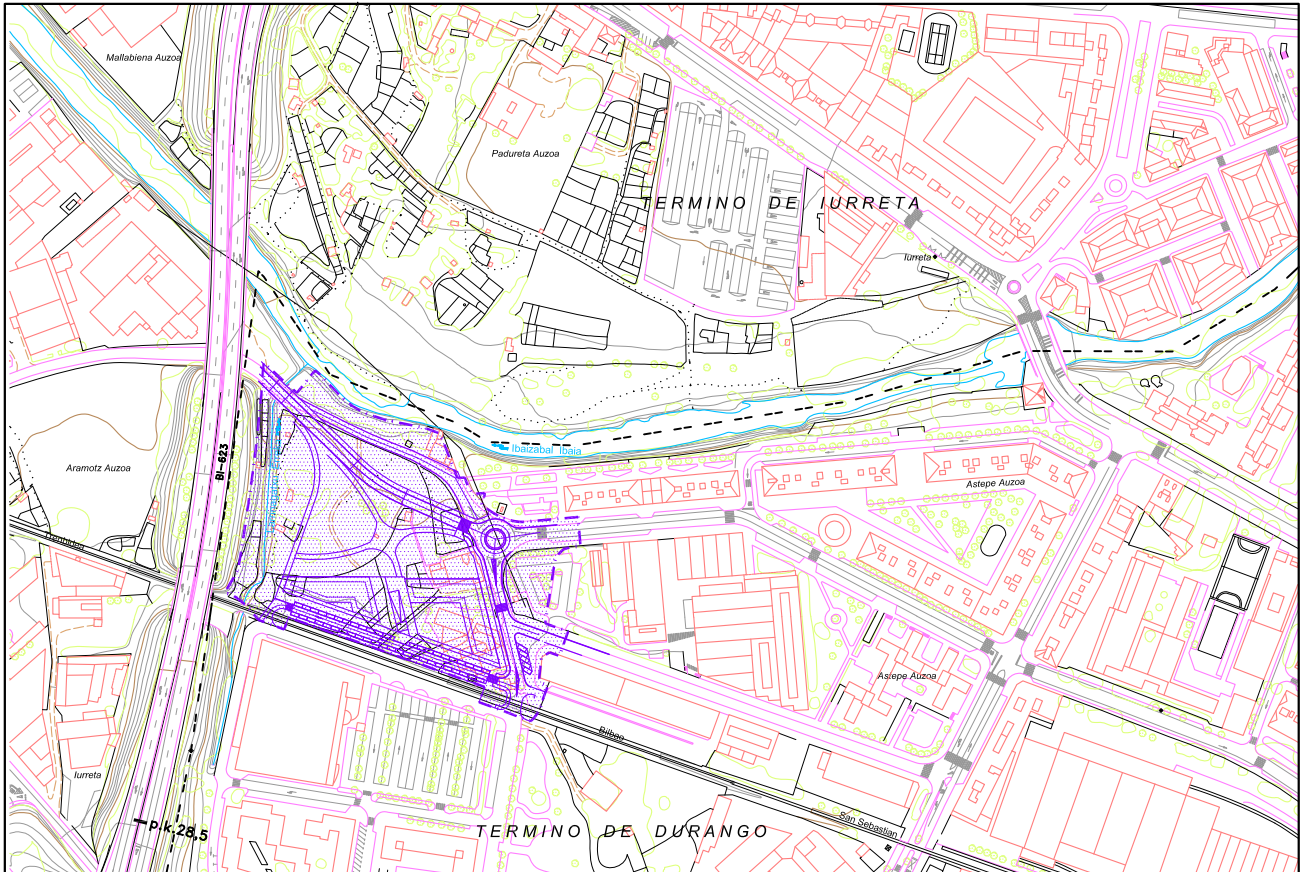 Mallabiena Auzoa
Padureta Auzoa
TERMINO DE IURRETA
Iurreta
Ibaizabal Ibaia
Aramotz Auzoa
BI-623
Astepe Auzoa
Astepe Auzoa
Bilbao
Iurreta
p.k.28.5
TERMINO DE DURANGO
San Sebastian